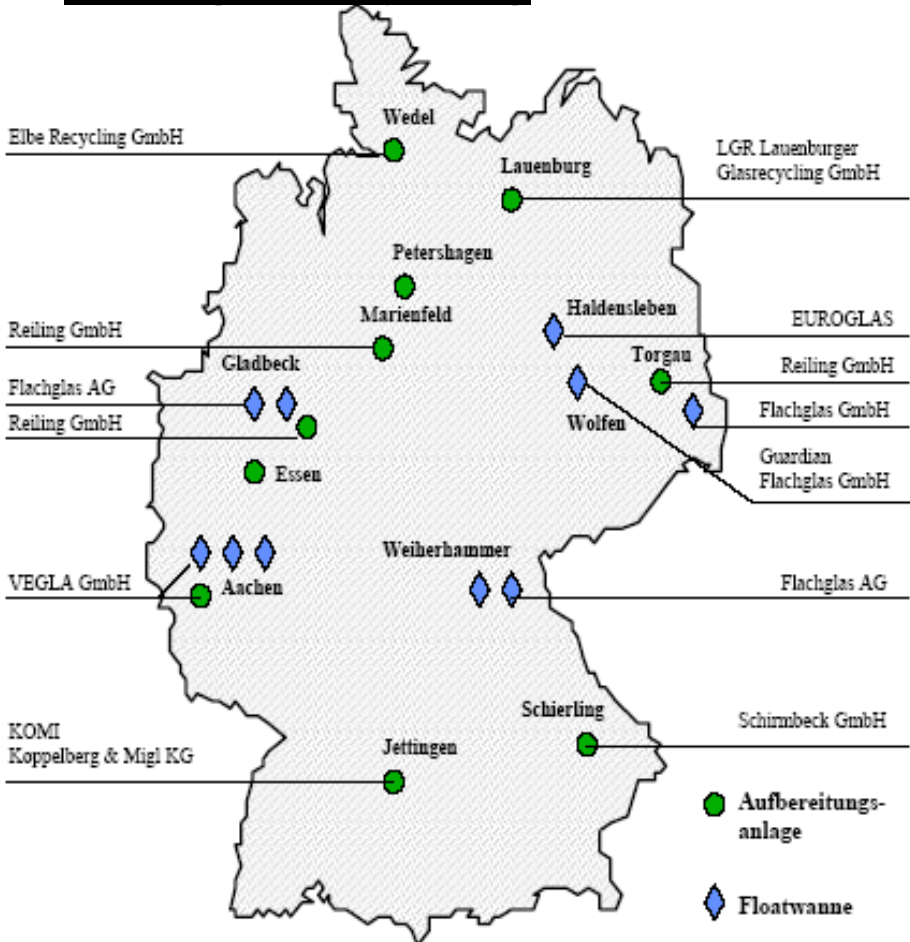 Wedel
Elbe Recycling GmbH
LGR Lauenburger
Glasrecycling GmbH
Lauenburg
Petershagen
Haldensleben
Marienfeld
EUROGLAS
Reiling GmbH
Torgau
Reiling GmbH
Gladbeck
Flachglas AG
Flachglas GmbH
Reiling GmbH
Wolfen
Guardian
Flachglas GmbH
Essen
Weiherhammer
VEGLA GmbH
Aachen
Flachglas AG
Schierling
Schirmbeck GmbH
KOMI
Koppelberg & Migl KG
Jettingen
Aufbereitungs-
anlage
Floatwanne